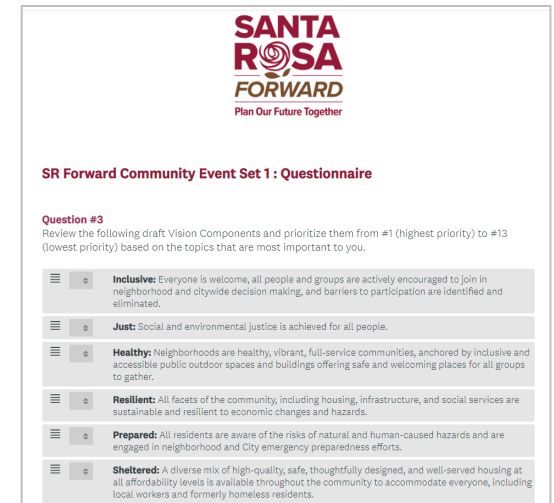 SANTA
ROSA
FORWARD
Plan Our Future Together
SR Forward Community Event Set 1 : Questionnaire
Question #3
Review the following draft Vision Components and prioritize them from #1 (highest priority) to #13
(lowest priority) based on the topics that are most important to you.
Inclusive: Everyone is welcome, all people and groups are actively encouraged to join in
neighborhood and citywide decision making, and barriers to participation are identified and
eliminated.
Just: Social and environmental justice is achieved for all people.
Healthy: Neighborhoods are healthy, vibrant, full-service communities, anchored by inclusive and
accessible public outdoor spaces and buildings offering safe and welcoming places for all groups
to gather.
Resilient: All facets of the community, including housing, infrastructure, and social services are
sustainable and resilient to economic changes and hazards.
Prepared: All residents are aware of the risks of natural and human-caused hazards and are
engaged in neighborhood and City emergency preparedness efforts.
Sheltered: A diverse mix of high-quality, safe, thoughtfully designed, and well-served housing at
all affordability levels is available throughout the community to accommodate everyone, including
local workers and formerly homeless residents.